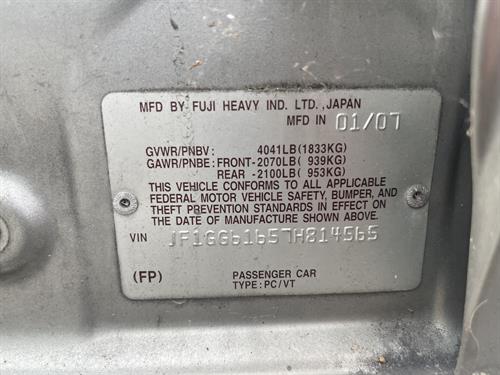 MFD BY FUJI HEAVY IND. LTD.,JAPAN
MFD IN 01/07
GVWR/PNBV: 4041LB(1833KG)
GAWR/PNBE: FRONT-2070LB( 939KG)
REAR -2100LB( 953KG)
THIS VEHICLE CONFORMS TO ALL APPLICABLE
FEDERAL MOTOR VEHICLE SAFETY, BUMPER, AND
THEFT PREVENTION STANDARDS IN EFFECT ON
THE DATE OF MANUFACTURE SHOWN ABOVE.
VIN JF1GG61657H814565
(FP) PASSENGER CAR
TYPE: PC/VT